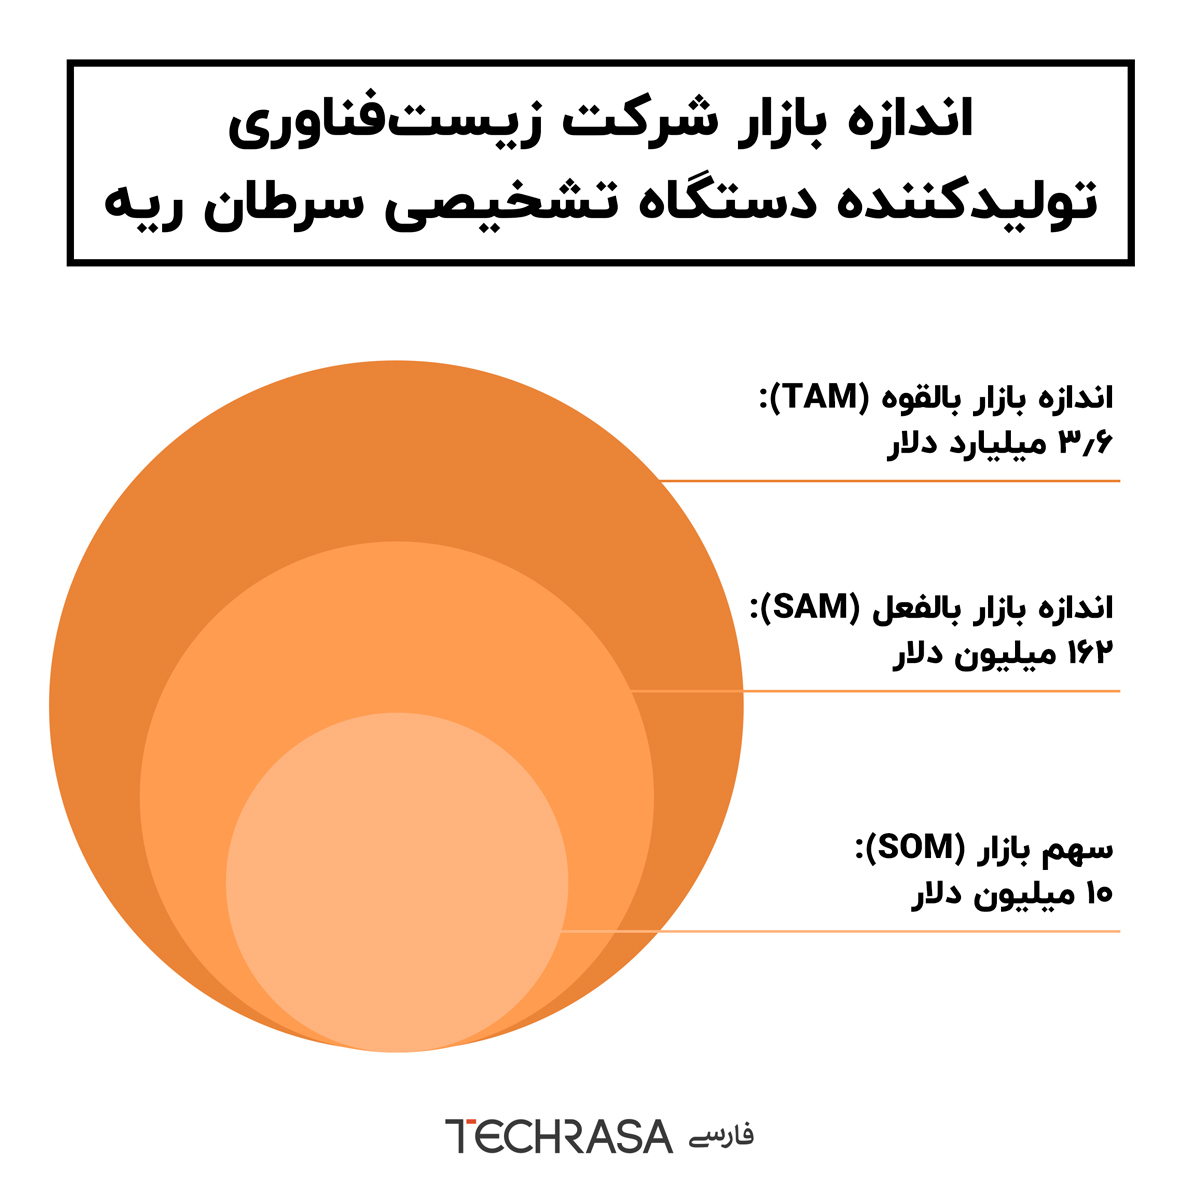 اندازه بازار شرکت زیست‌فناوری
تولیدکننده دستگاه تشخیصی سرطان ریه
اندازه بازار بالقوه (TAM):
۳٫۶ میلیارد دلار
اندازه بازار بالفعل (SAM):
۱۶۲ میلیون دلار
سهم بازار (SOM):
۱۰ میلیون دلار
TECHRASA فارسی